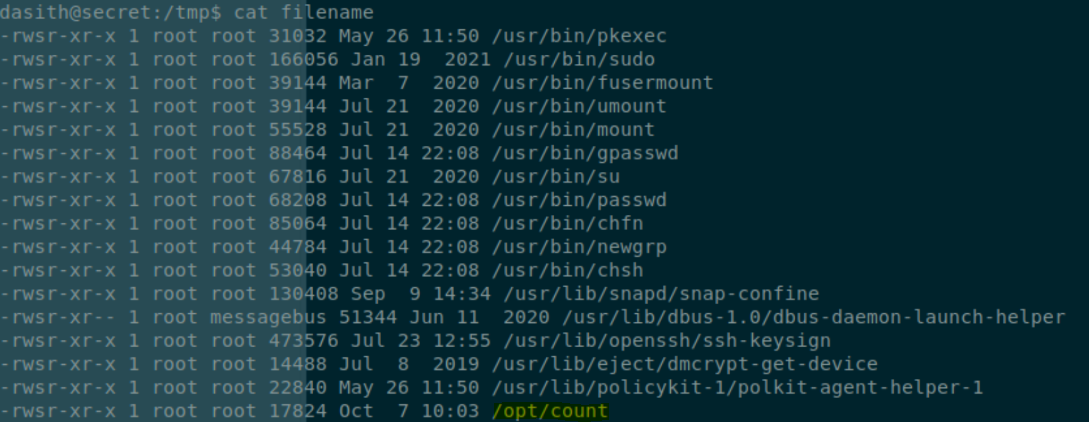 dasith@secret:/tmp$ cat filename
-rwsr-xr-x 1 root root 31032 May 26 11:50 /usr/bin/pkexec
-rwsr-xr-x 1 root root 166056 Jan 19  2021 /usr/bin/sudo
-rwsr-xr-x 1 root root 39144 Mar  7  2020 /usr/bin/fusermount
-rwsr-xr-x 1 root root 39144 Jul 21  2020 /usr/bin/umount
-rwsr-xr-x 1 root root 55528 Jul 21  2020 /usr/bin/mount
-rwsr-xr-x 1 root root 88464 Jul 14 22:08 /usr/bin/gpasswd
-rwsr-xr-x 1 root root 67816 Jul 21  2020 /usr/bin/su
-rwsr-xr-x 1 root root 68208 Jul 14 22:08 /usr/bin/passwd
-rwsr-xr-x 1 root root 85064 Jul 14 22:08 /usr/bin/chfn
-rwsr-xr-x 1 root root 44784 Jul 14 22:08 /usr/bin/newgrp
-rwsr-xr-x 1 root root 53040 Jul 14 22:08 /usr/bin/chsh
-rwsr-xr-x 1 root root 130408 Sep  9 14:34 /usr/lib/snapd/snap-confine
-rwsr-xr-- 1 root messagebus 51344 Jun 11  2020 /usr/lib/dbus-1.0/dbus-daemon-launch-helper
-rwsr-xr-x 1 root root 473576 Jul 23 12:55 /usr/lib/openssh/ssh-keysign
-rwsr-xr-x 1 root root 14488 Jul  8  2019 /usr/lib/eject/dmcrypt-get-device
-rwsr-xr-x 1 root root 22840 May 26 11:50 /usr/lib/policykit-1/polkit-agent-helper-1
-rwsr-xr-x 1 root root 17824 Oct  7 10:03 /opt/count